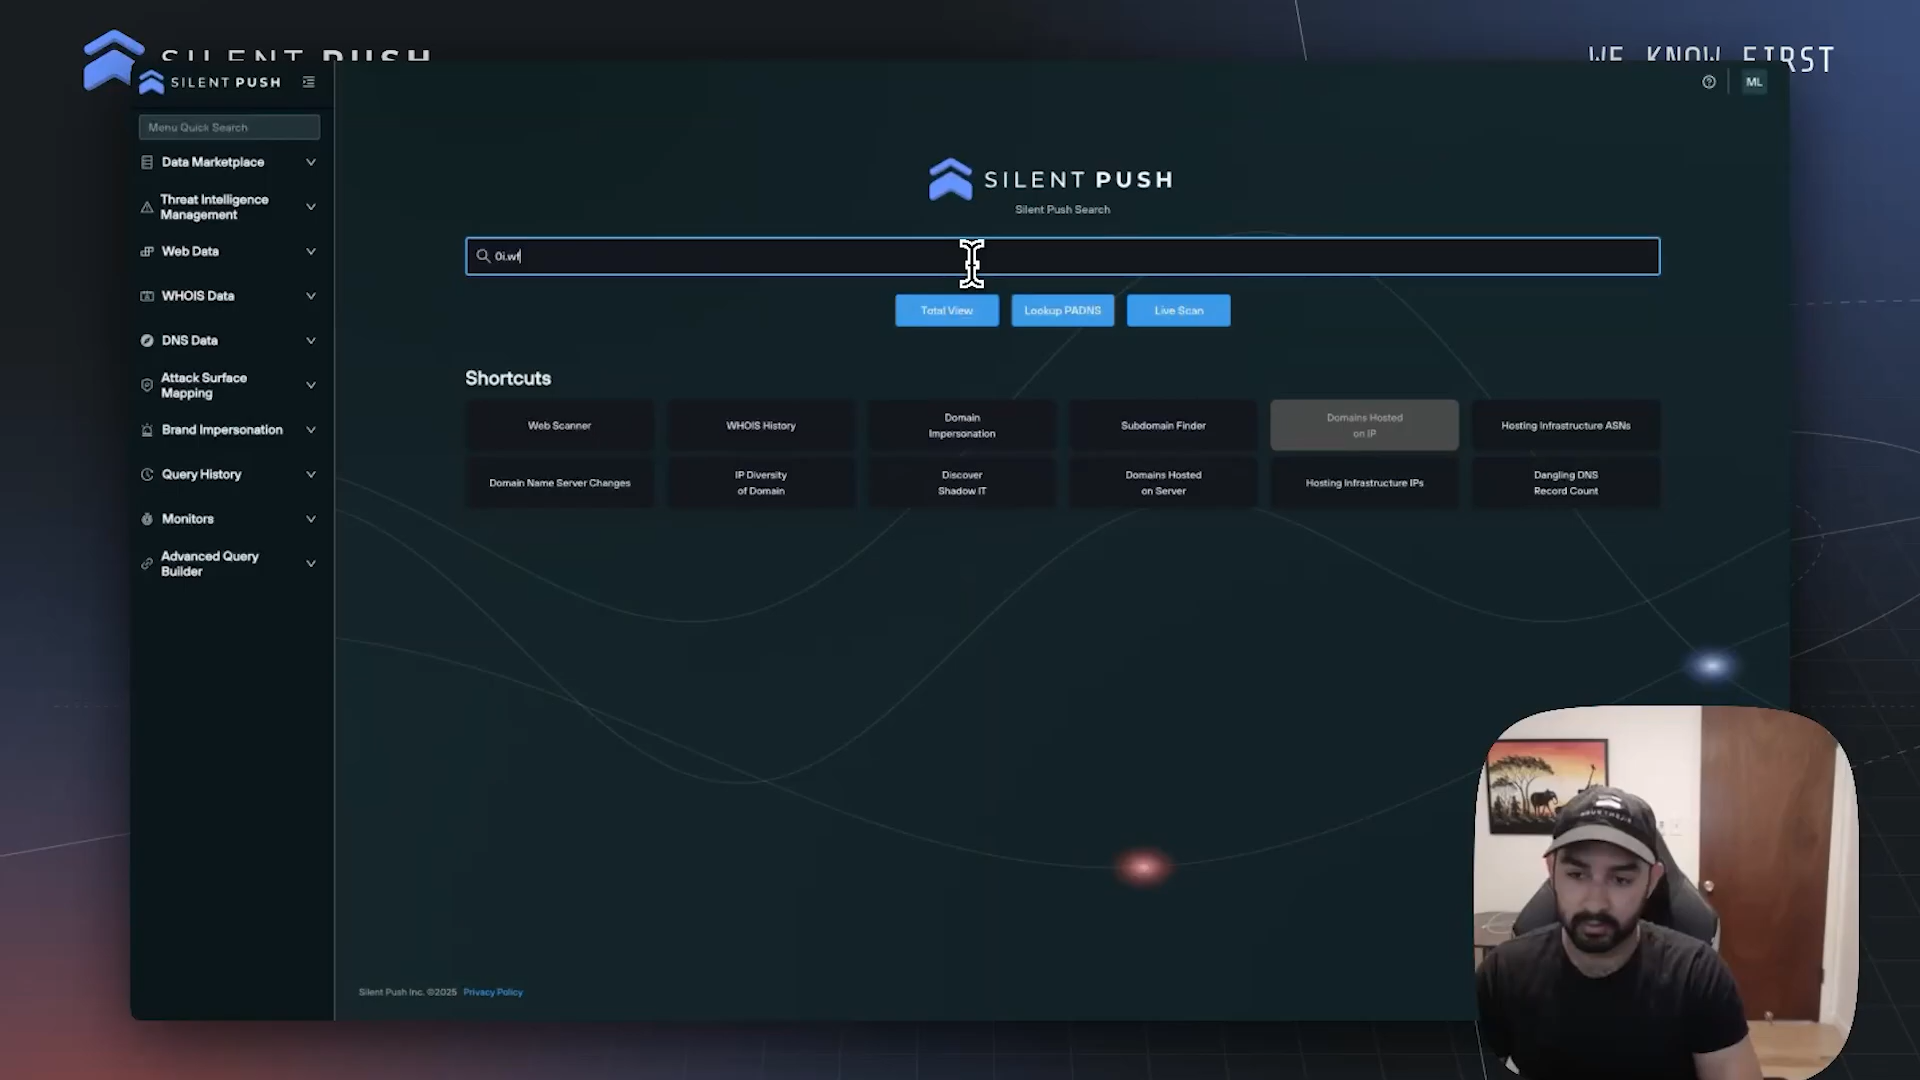 SILENT PUSH
WE KNOW FIRST
SILENT PUSH
ML
Menu Quick Search
Data Marketplace
Threat Intelligence
Management
Web Data
WHOIS Data
DNS Data
Attack Surface
Mapping
Brand Impersonation
Query History
Monitors
Advanced Query
Builder
SILENT PUSH
Silent Push Search
0i.wf
Total View
Lookup PADNS
Live Scan
Shortcuts
Web Scanner
WHOIS History
Domain
Impersonation
Subdomain Finder
Domains Hosted
on IP
Hosting Infrastructure ASNs
Domain Name Server Changes
IP Diversity
of Domain
Discover
Shadow IT
Domains Hosted
on Server
Hosting Infrastructure IPs
Dangling DNS
Record Count
Silent Push Inc. ©2025 Privacy Policy